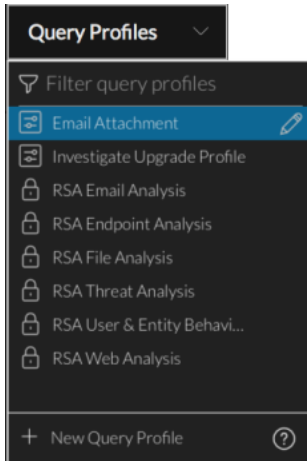 Query Profiles
Filter query profiles
Email Attachment
Investigate Upgrade Profile
RSA Email Analysis
RSA Endpoint Analysis
RSA File Analysis
RSA Threat Analysis
RSA User & Entity Behavi...
RSA Web Analysis
+ New Query Profile ?